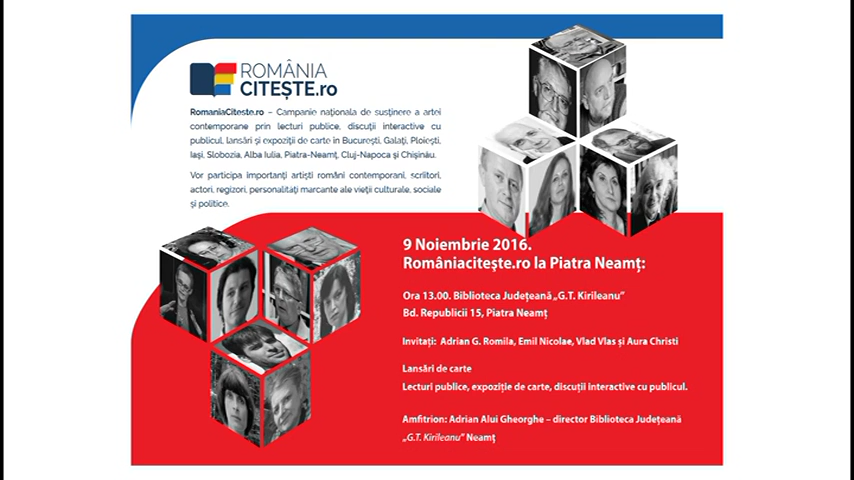 ROMÂNIA
CITEȘTE.ro
RomaniaCiteste.ro – Campanie naționala de susținere a artei
contemporane prin lecturi publice, discuții interactive cu
publicul, lansări și expoziții de carte în București, Galați, Ploiești,
Iași, Slobozia, Alba Iulia, Piatra-Neamț, Cluj-Napoca și Chișinău.
Vor participa importanți artiști români contemporani, scriitori,
actori, regizori, personalități marcante ale vieții culturale, sociale
și politice.
9 Noiembrie 2016.
Româniaciteşte.ro la Piatra Neamț:
Ora 13.00. Biblioteca Județeană „G.T. Kirileanu”
Bd. Republicii 15, Piatra Neamț
Invitați: Adrian G. Romila, Emil Nicolae, Vlad Vlas și Aura Christi
Lansări de carte
Lecturi publice, expoziție de carte, discuții interactive cu publicul.
Amfitrion: Adrian Alui Gheorghe – director Biblioteca Județeană
„G.T. Kirileanu” Neamț